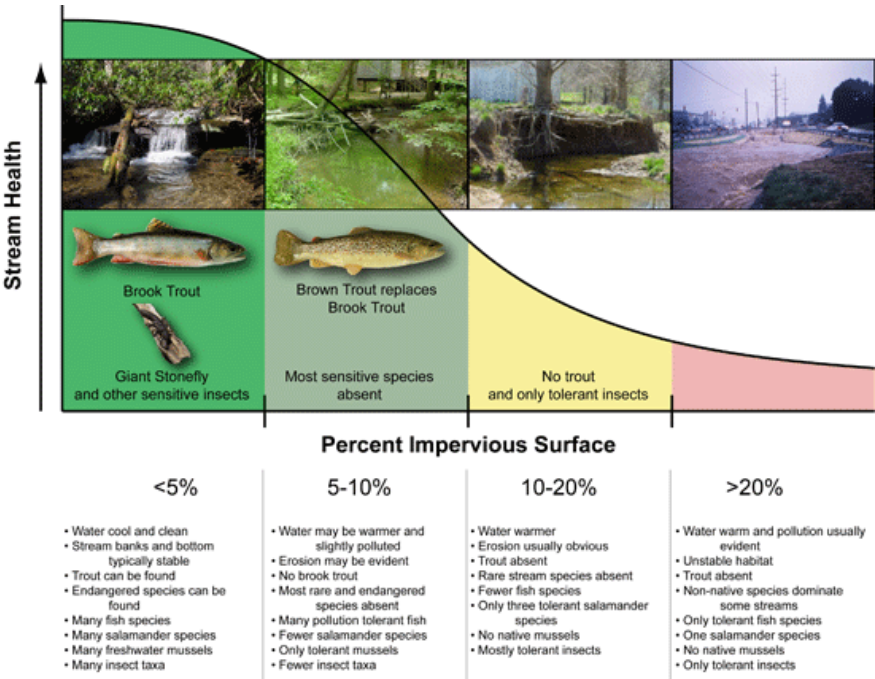 Stream Health
Brook Trout
Giant Stonefly
and other sensitive insects
Brown Trout replaces
Brook Trout
Most sensitive species
absent
No trout
and only tolerant insects
Percent Impervious Surface
<5%
• Water cool and clean
• Stream banks and bottom
typically stable
• Trout can be found
• Endangered species can be
found
• Many fish species
• Many salamander species
• Many freshwater mussels
• Many insect taxa
5-10%
• Water may be warmer and
slightly polluted
• Erosion may be evident
• No brook trout
• Most rare and endangered
species absent
• Many pollution tolerant fish
• Fewer salamander species
• Only tolerant mussels
• Fewer insect taxa
10-20%
• Water warmer
• Erosion usually obvious
• Trout absent
• Rare stream species absent
• Fewer fish species
• Only three tolerant salamander
species
• No native mussels
• Mostly tolerant insects
>20%
• Water warm and pollution usually
evident
• Unstable habitat
• Trout absent
• Non-native species dominate
some streams
• Only tolerant fish species
• One salamander species
• No native mussels
• Only tolerant insects